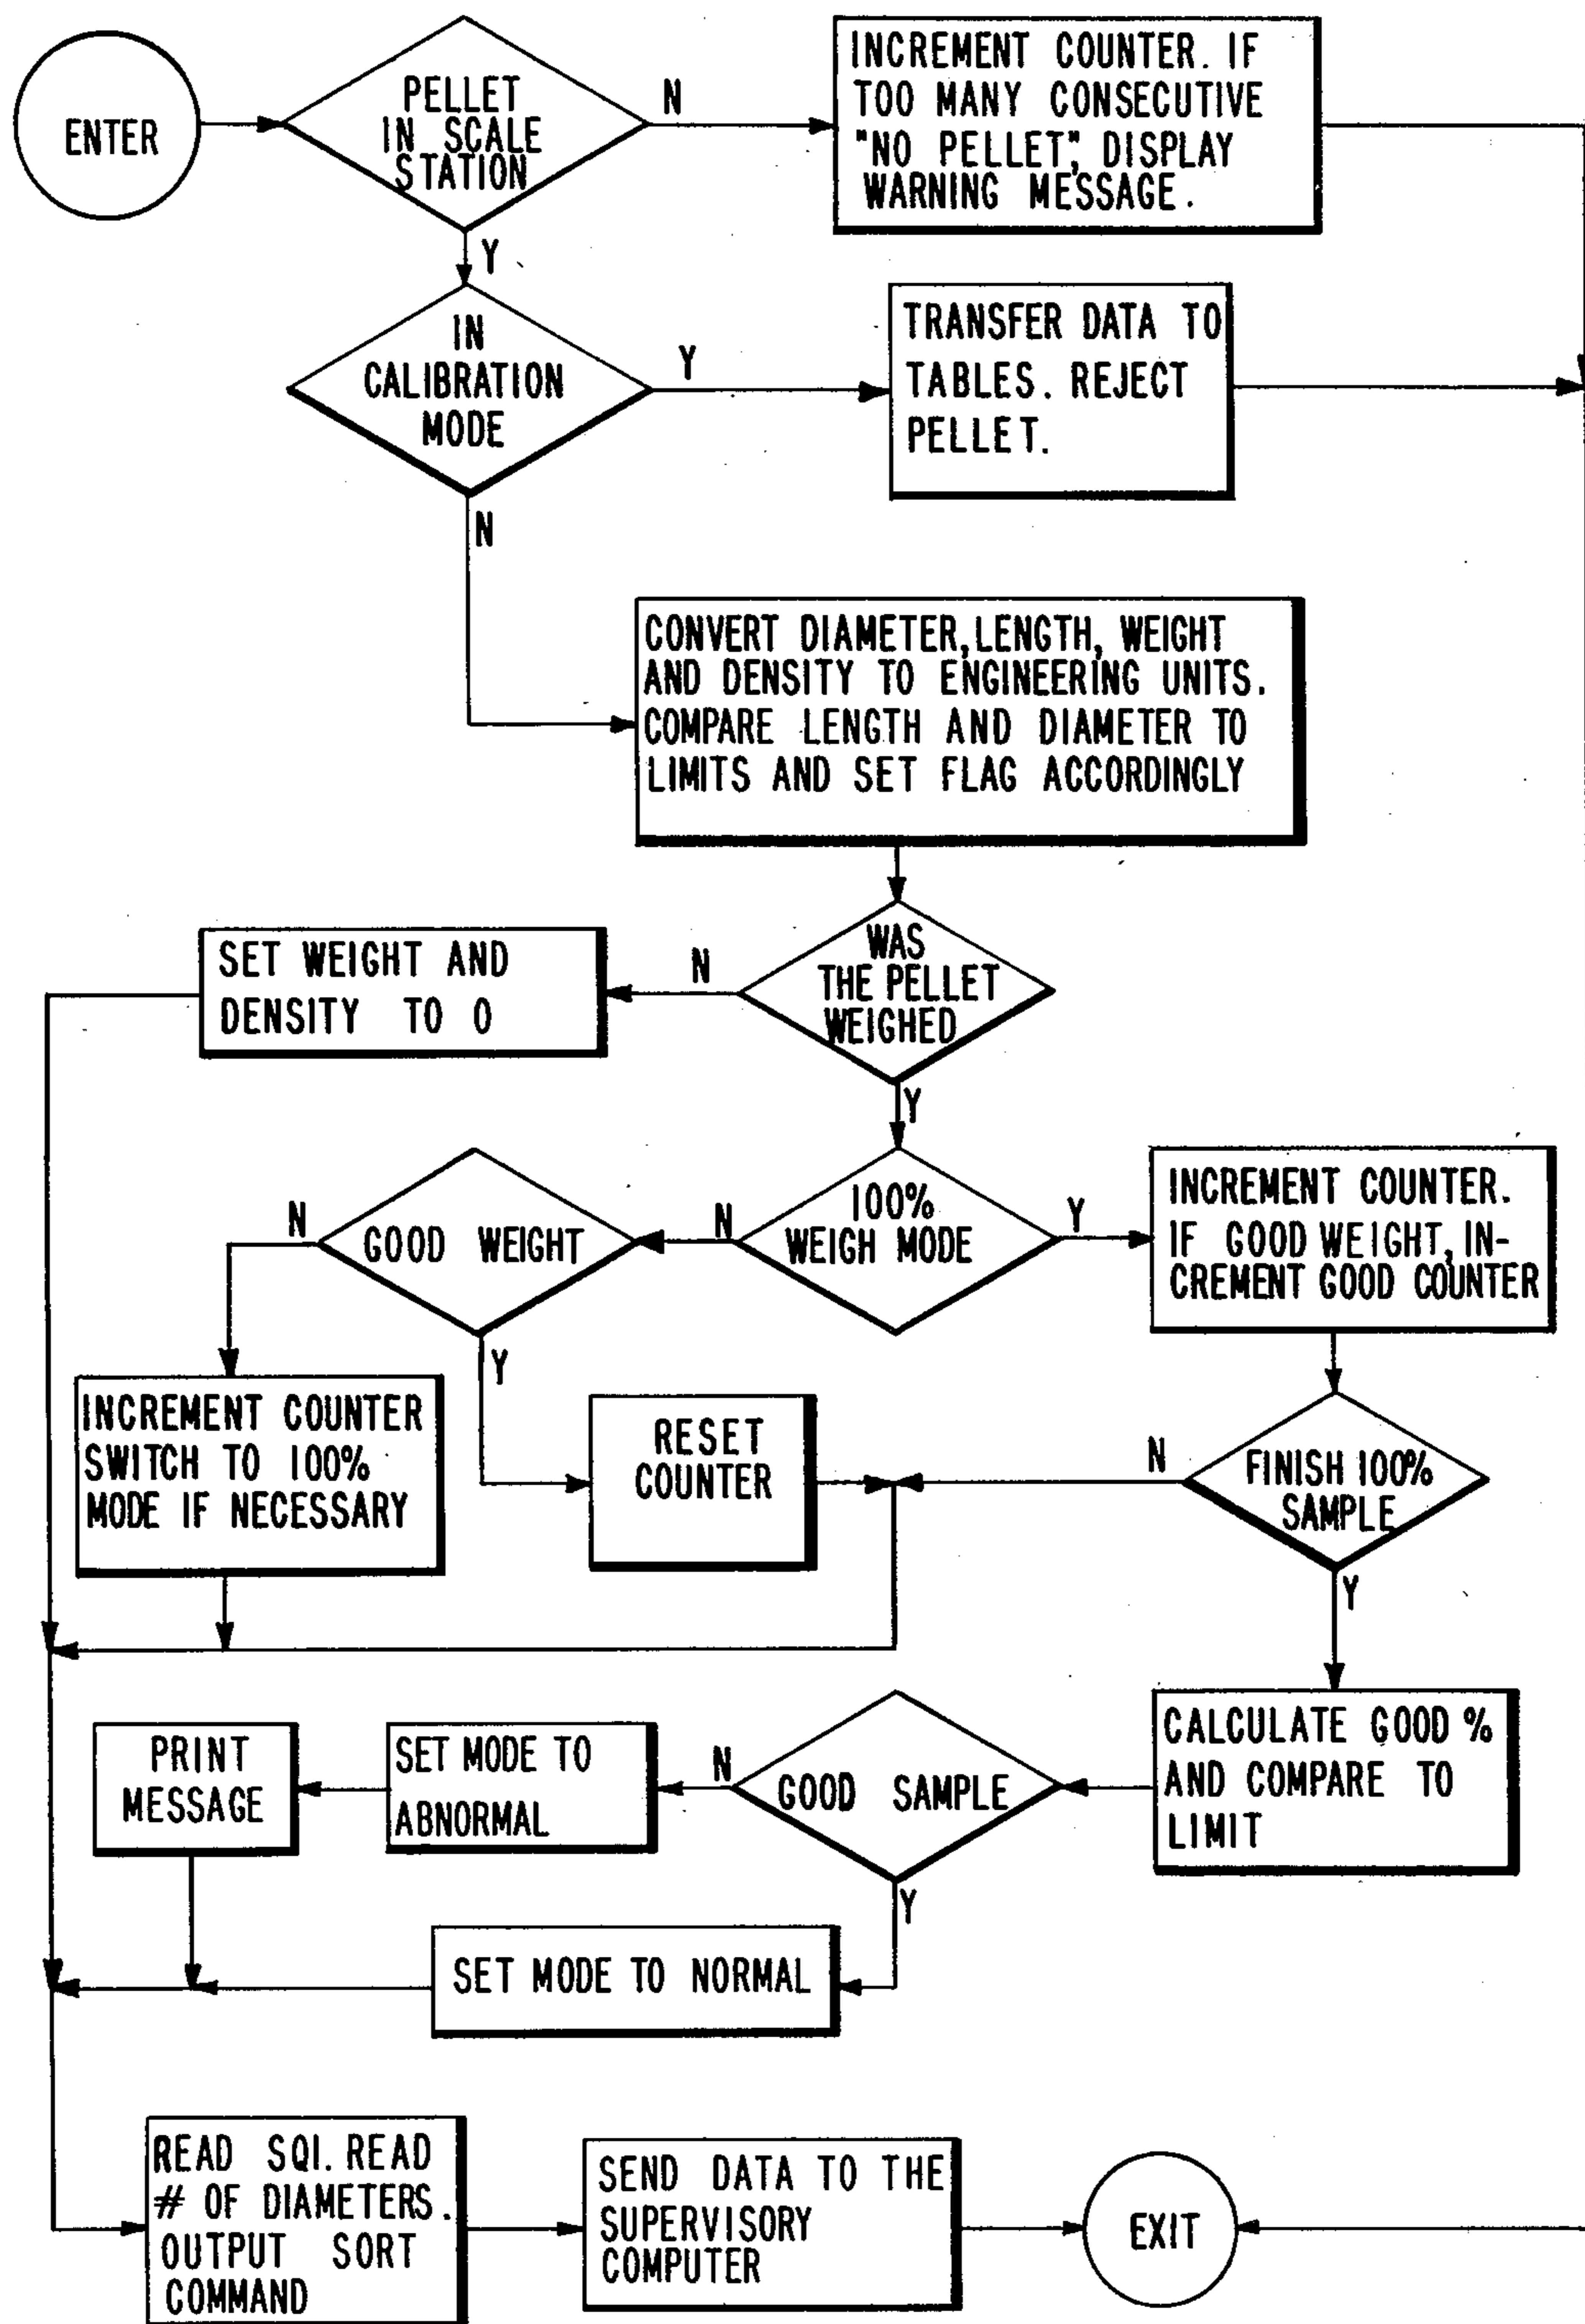 ENTER
PELLET
IN SCALE
STATION
N
INCREMENT COUNTER. IF
TOO MANY CONSECUTIVE
"NO PELLET", DISPLAY
WARNING MESSAGE.
Y
IN
CALIBRATION
MODE
Y
TRANSFER DATA TO
TABLES. REJECT
PELLET.
N
CONVERT DIAMETER, LENGTH, WEIGHT
AND DENSITY TO ENGINEERING UNITS.
COMPARE LENGTH AND DIAMETER TO
LIMITS AND SET FLAG ACCORDINGLY
WAS
THE PELLET
WEIGHED
N
SET WEIGHT AND
DENSITY TO 0
Y
100%
WEIGH MODE
N
GOOD WEIGHT
N
Y
INCREMENT COUNTER.
IF GOOD WEIGHT, IN-
CREMENT GOOD COUNTER
INCREMENT COUNTER
SWITCH TO 100%
MODE IF NECESSARY
Y
RESET
COUNTER
N
FINISH 100%
SAMPLE
Y
CALCULATE GOOD %
AND COMPARE TO
LIMIT
GOOD SAMPLE
N
SET MODE TO
ABNORMAL
PRINT
MESSAGE
Y
SET MODE TO NORMAL
READ SQI. READ
# OF DIAMETERS.
OUTPUT SORT
COMMAND
SEND DATA TO THE
SUPERVISORY
COMPUTER
EXIT